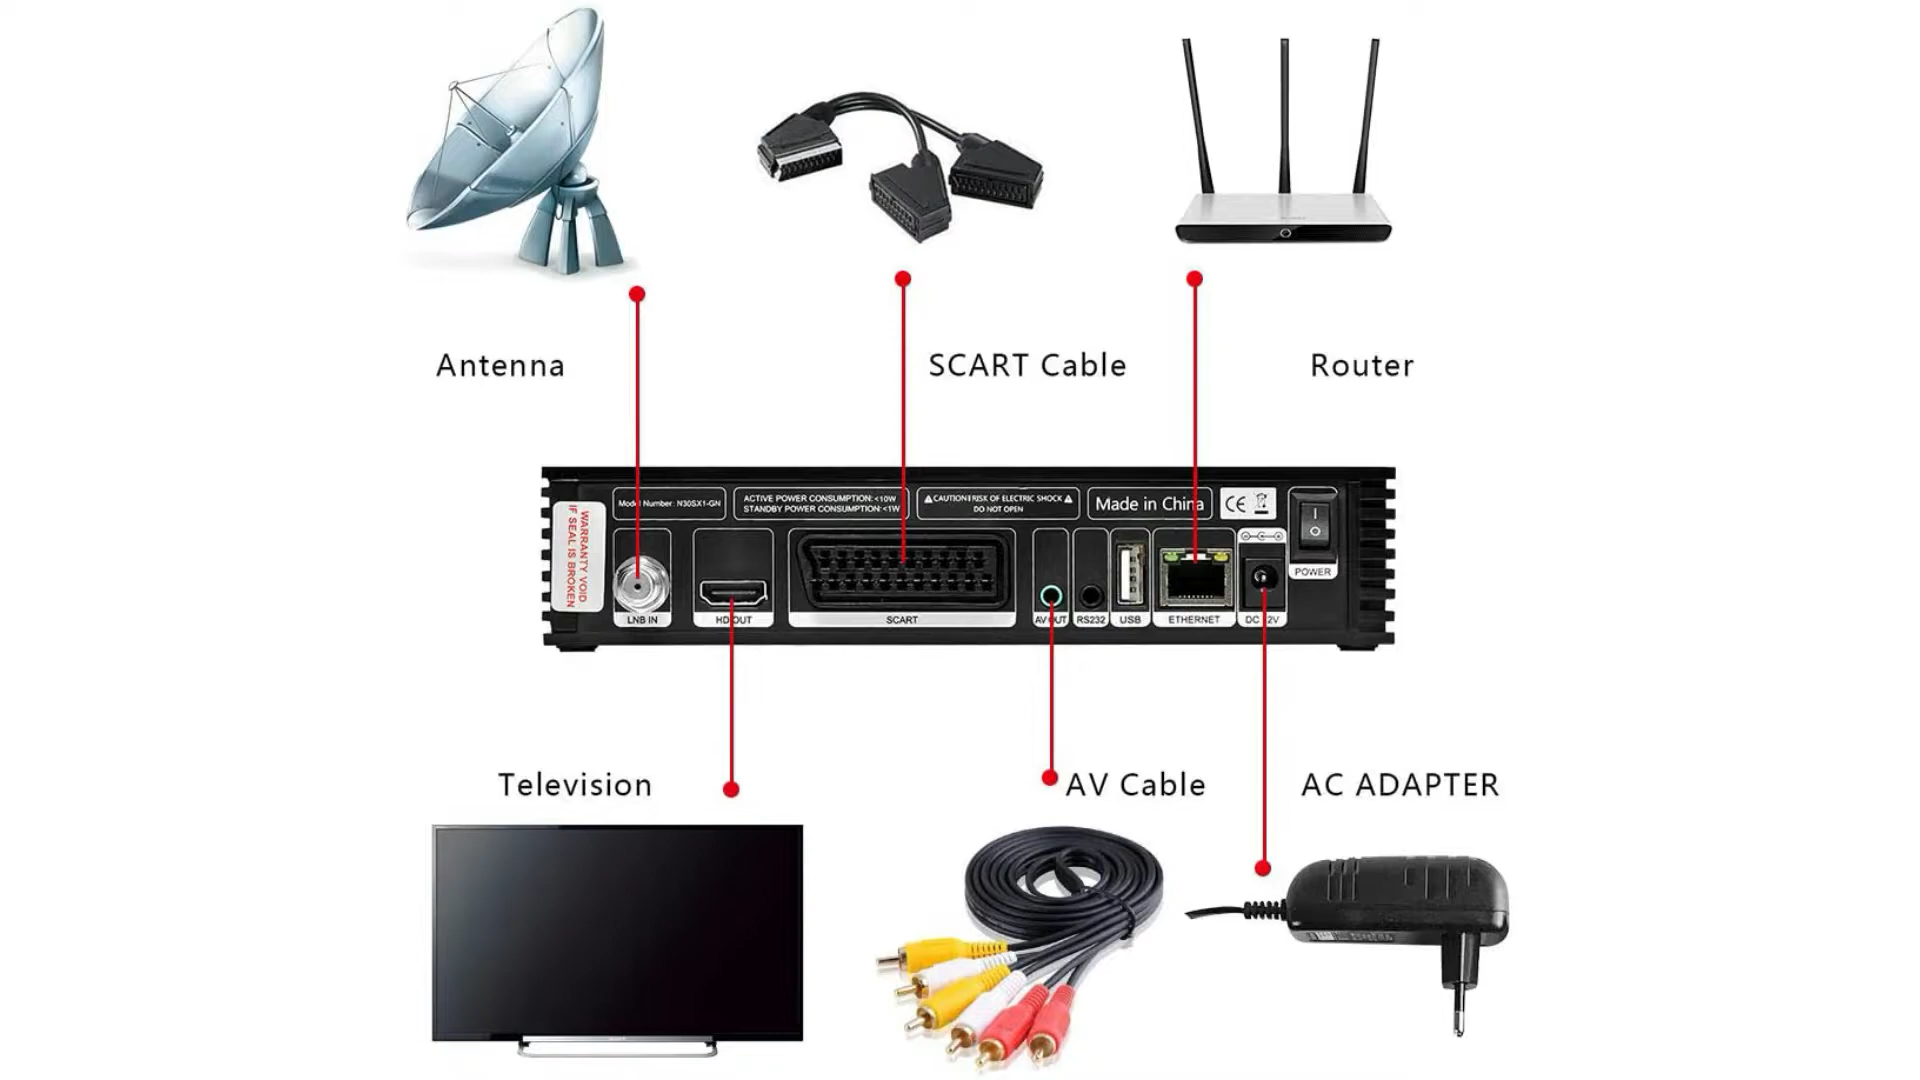 Antenna
SCART Cable
Router
Model Number: N30SX1-GN
ACTIVE POWER CONSUMPTION: <10W
STANDBY POWER CONSUMPTION: <1W
CAUTION RISK OF ELECTRIC SHOCK
DO NOT OPEN
Made in China
CE
WARRANTY VOID
IF SEAL IS BROKEN
POWER
LNB IN
HD OUT
SCART
AV OUT
RS232
USB
ETHERNET
DC 12V
Television
AV Cable
AC ADAPTER